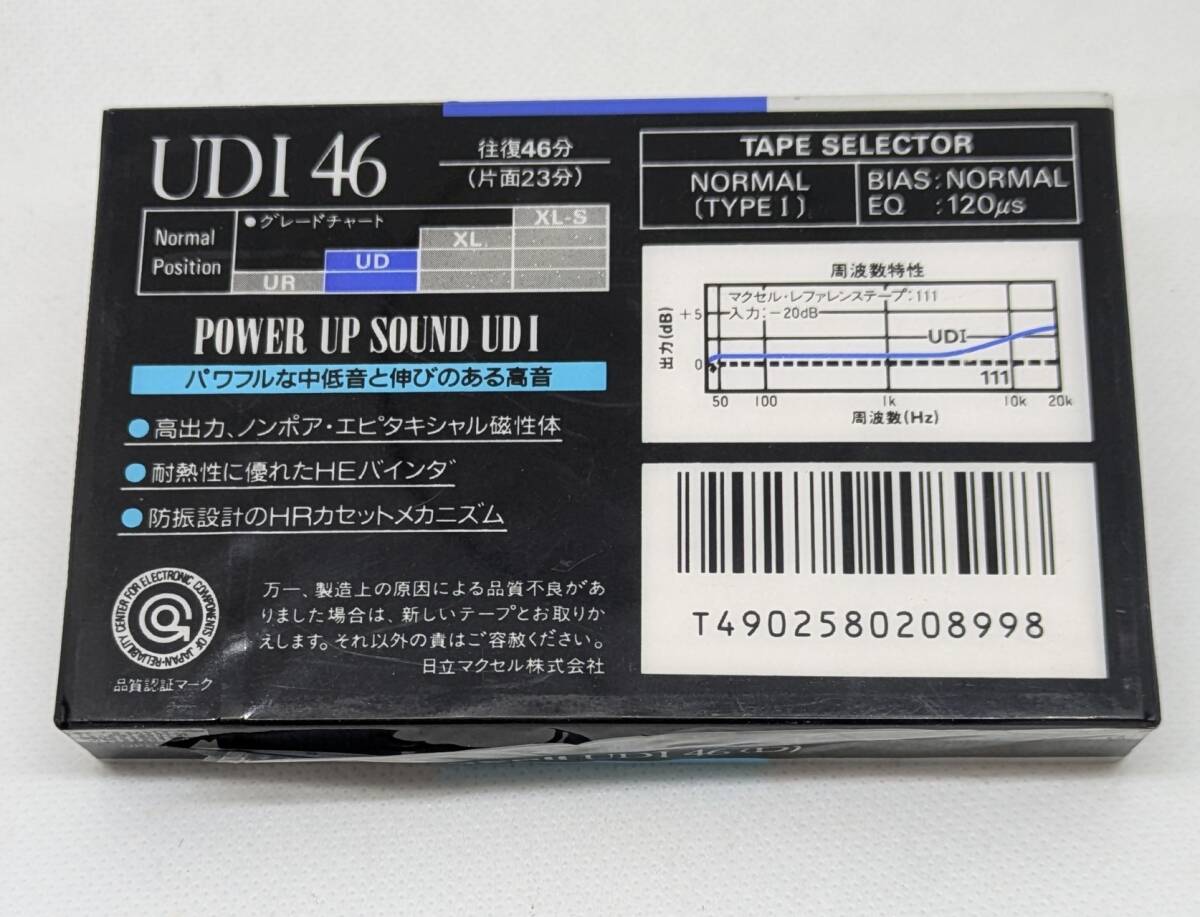 UDI 46
往復46分
(片面23分)
Normal
Position
●グレードチャート
XL-S
XL
UD
UR
POWER UP SOUND UDI
パワフルな中低音と伸びのある高音
●高出力、ノンポア・エピタキシャル磁性体
●耐熱性に優れたHEバインダ
●防振設計のHRカセットメカニズム
RELIABILITY CENTER FOR ELECTRONIC COMPONENTS OF JAPAN
品質認証マーク
万一、製造上の原因による品質不良があ
りました場合は、新しいテープとお取りか
えします。それ以外の責はご容赦ください。
日立マクセル株式会社
TAPE SELECTOR
NORMAL
(TYPE I)
BIAS:NORMAL
EQ :120μs
周波数特性
マクセル・レファレンステープ:111
入力:-20dB
出力(dB)
+5
0
UDI
111
50 100 1k 10k 20k
周波数(Hz)
T4902580208998
UDI 46